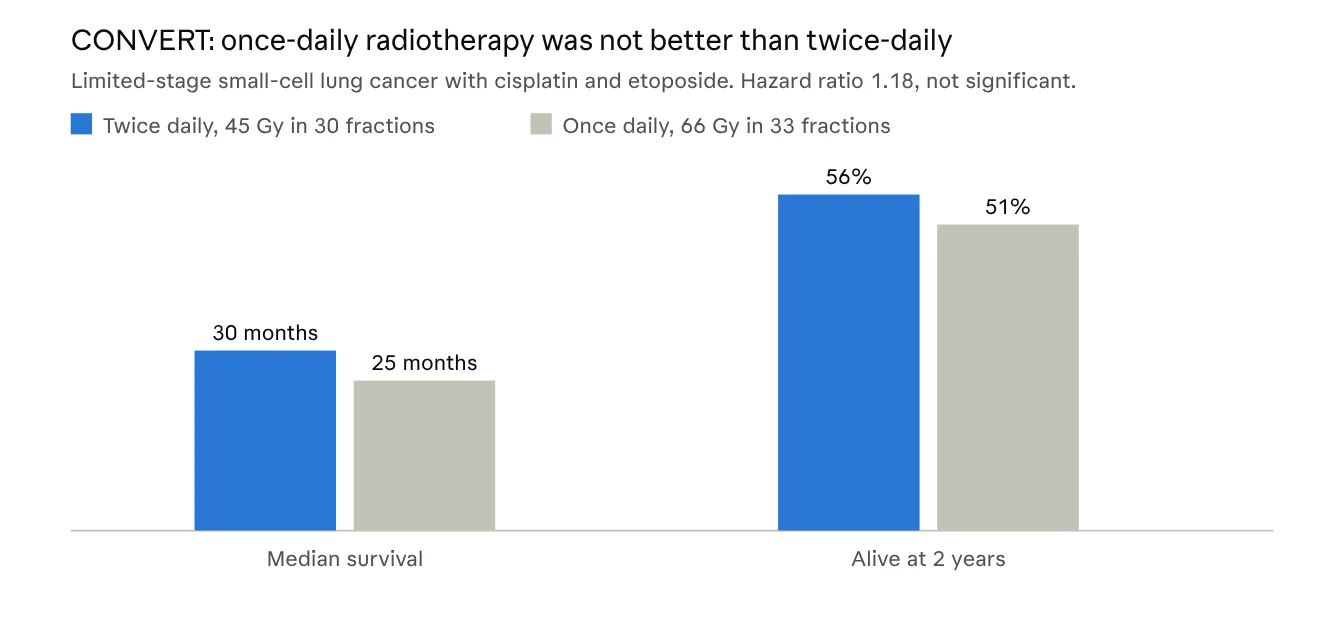 CONVERT: once-daily radiotherapy was not better than twice-daily
Limited-stage small-cell lung cancer with cisplatin and etoposide. Hazard ratio 1.18, not significant.
Twice daily, 45 Gy in 30 fractions
Once daily, 66 Gy in 33 fractions
56%
51%
30 months
25 months
Median survival
Alive at 2 years